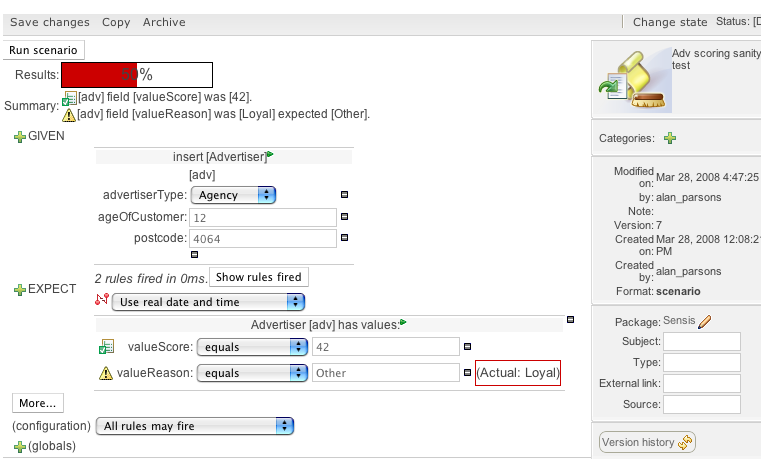 Save changes Copy Archive Change state Status: [D
Run scenario
Results: 50%
Summary: [adv] field [valueScore] was [42].
[adv] field [valueReason] was [Loyal] expected [Other].
GIVEN
insert [Advertiser]
[adv]
advertiserType: Agency
ageOfCustomer: 12
postcode: 4064
EXPECT
2 rules fired in 0ms. Show rules fired
Use real date and time
Advertiser [adv] has values:
valueScore: equals 42
valueReason: equals Other (Actual: Loyal)
More...
(configuration) All rules may fire
(globals)
Adv scoring sanity
test
Categories:
Modified on: Mar 28, 2008 4:47:25
by: alan_parsons
Note:
Version: 7
Created on: Mar 28, 2008 12:08:2 PM
Created by: alan_parsons
Format: scenario
Package: Sensis
Subject:
Type:
External link:
Source:
Version history